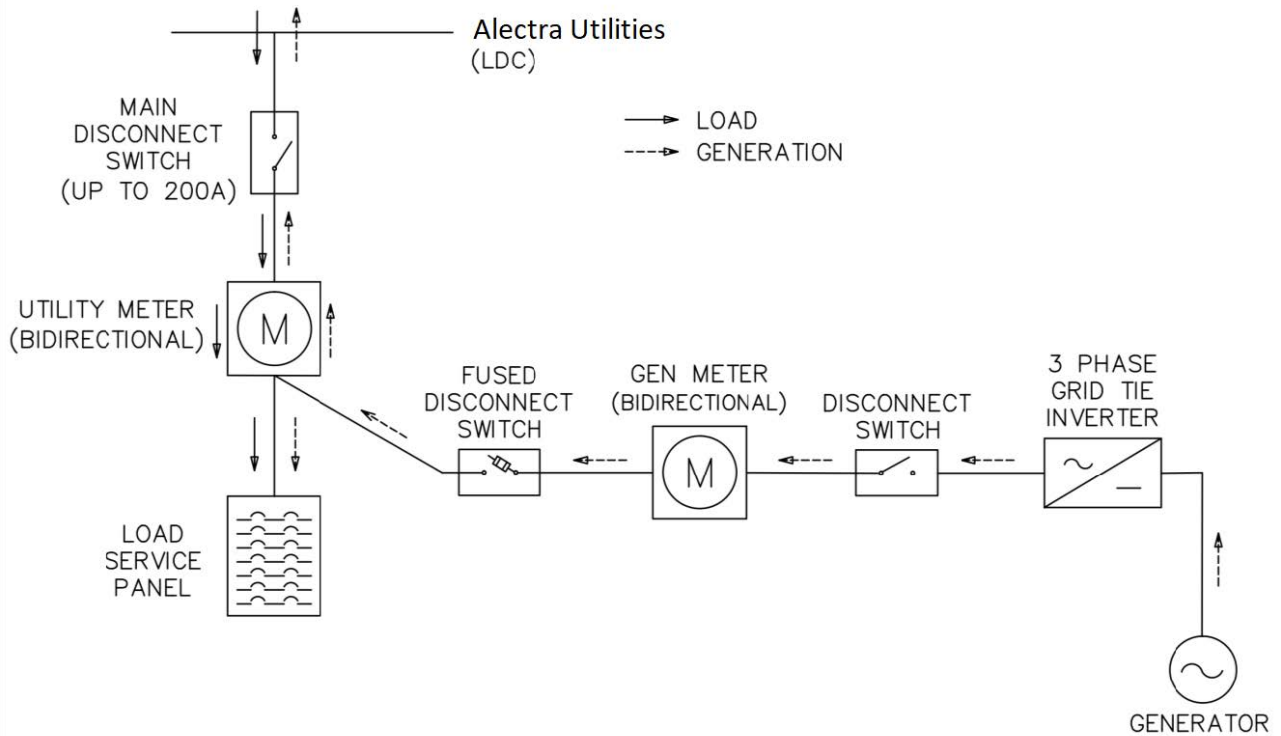 Alectra Utilities
(LDC)
MAIN
DISCONNECT
SWITCH
(UP TO 200A)
LOAD
GENERATION
UTILITY METER
(BIDIRECTIONAL)
M
FUSED
DISCONNECT
SWITCH
GEN METER
(BIDIRECTIONAL)
M
DISCONNECT
SWITCH
3 PHASE
GRID TIE
INVERTER
LOAD
SERVICE
PANEL
GENERATOR